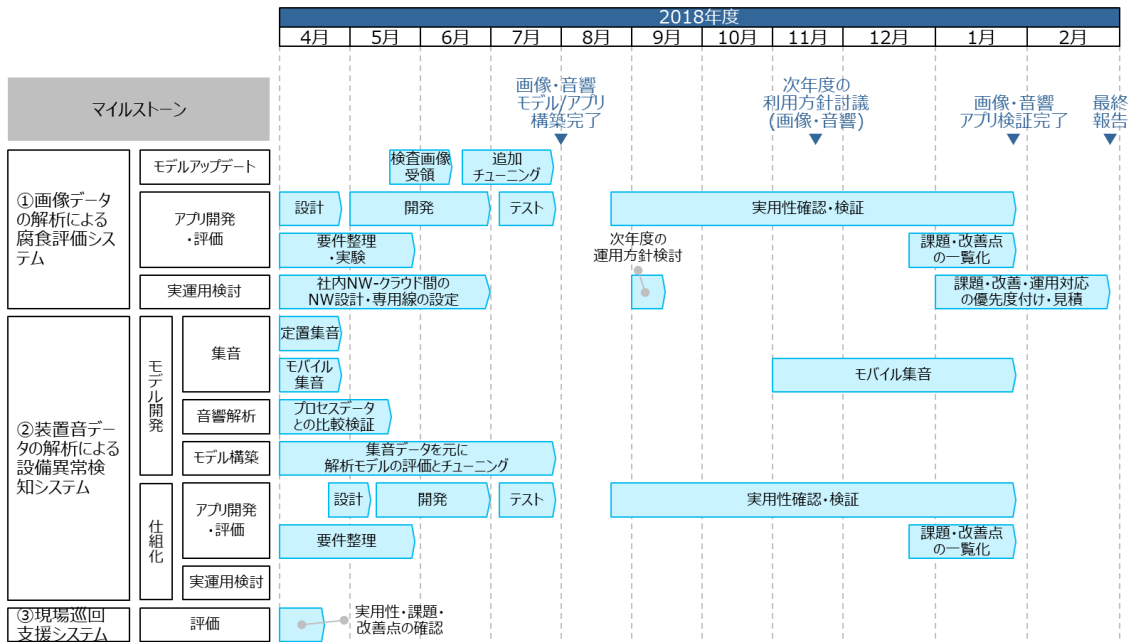 2018年度
4月
5月
6月
7月
8月
9月
10月
11月
12月
1月
2月
マイルストーン
画像・音響
モデル/アプリ
構築完了
次年度の
利用方針討議
(画像・音響)
画像・音響
アプリ検証完了
最終
報告
①画像データ
の解析による
腐食評価シス
テム
モデルアップデート
検査画像
受領
追加
チューニング
アプリ開発
・評価
設計
開発
テスト
実用性確認・検証
要件整理
・実験
次年度の
運用方針検討
課題・改善点
の一覧化
実運用検討
社内NW-クラウド間の
NW設計・専用線の設定
課題・改善・運用対応
の優先度付け・見積
②装置音デー
タの解析による
設備異常検
知システム
モデル開発
集音
定置集音
モバイル
集音
モバイル集音
音響解析
プロセスデータ
との比較検証
モデル構築
集音データを元に
解析モデルの評価とチューニング
仕組化
アプリ開発
・評価
設計
開発
テスト
実用性確認・検証
要件整理
課題・改善点
の一覧化
実運用検討
③現場巡回
支援システム
評価
実用性・課題・
改善点の確認